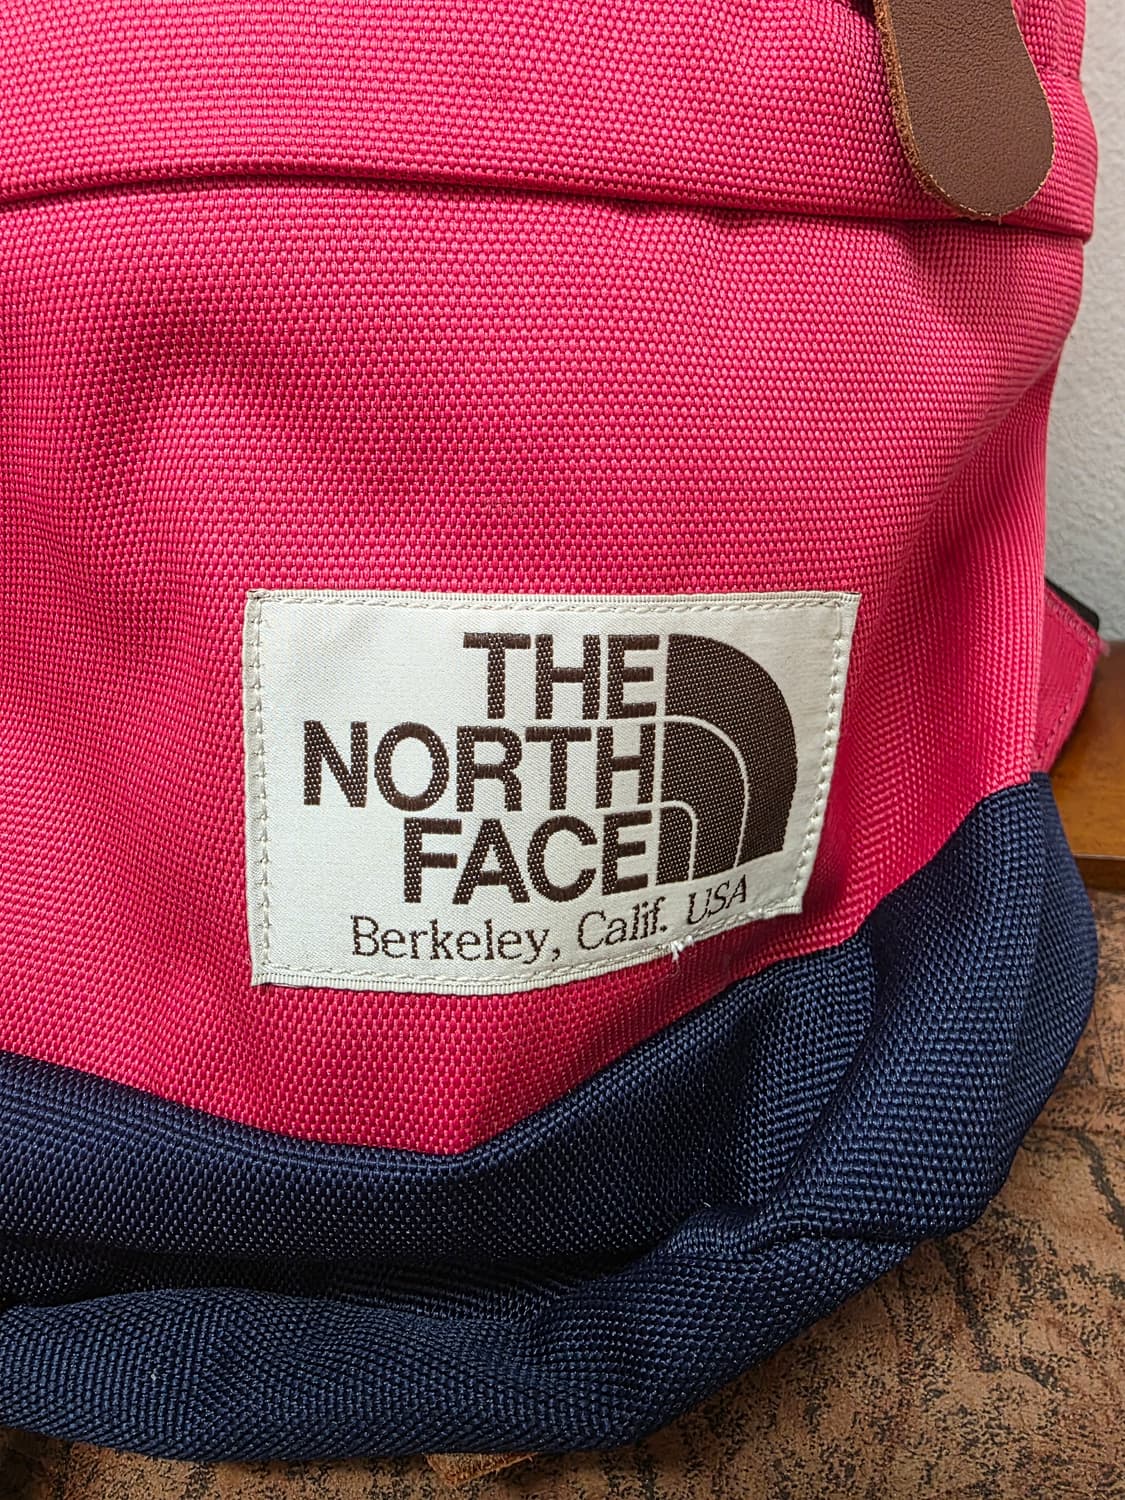 THE
NORTH
FACE
Berkeley, Calif. USA